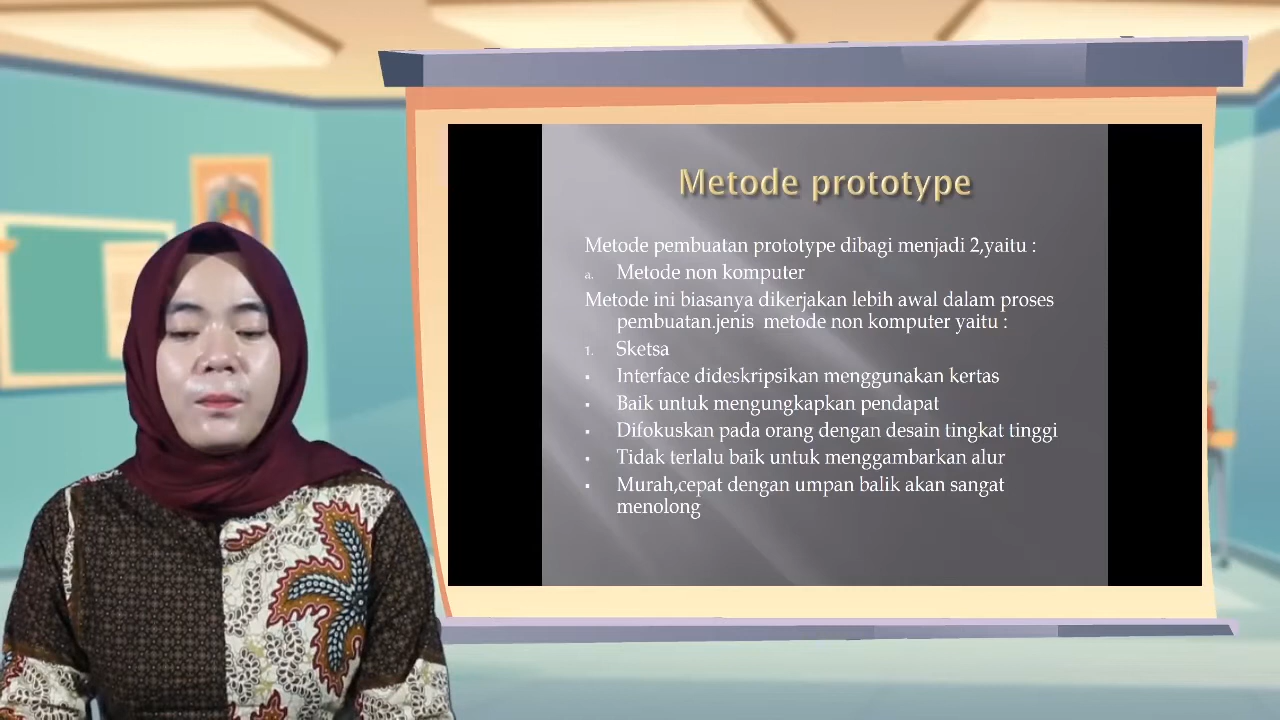 Metode prototype
Metode pembuatan prototype dibagi menjadi 2,yaitu :
a. Metode non komputer
Metode ini biasanya dikerjakan lebih awal dalam proses
pembuatan.jenis metode non komputer yaitu :
1. Sketsa
▪ Interface dideskripsikan menggunakan kertas
▪ Baik untuk mengungkapkan pendapat
▪ Difokuskan pada orang dengan desain tingkat tinggi
▪ Tidak terlalu baik untuk menggambarkan alur
▪ Murah,cepat dengan umpan balik akan sangat
menolong